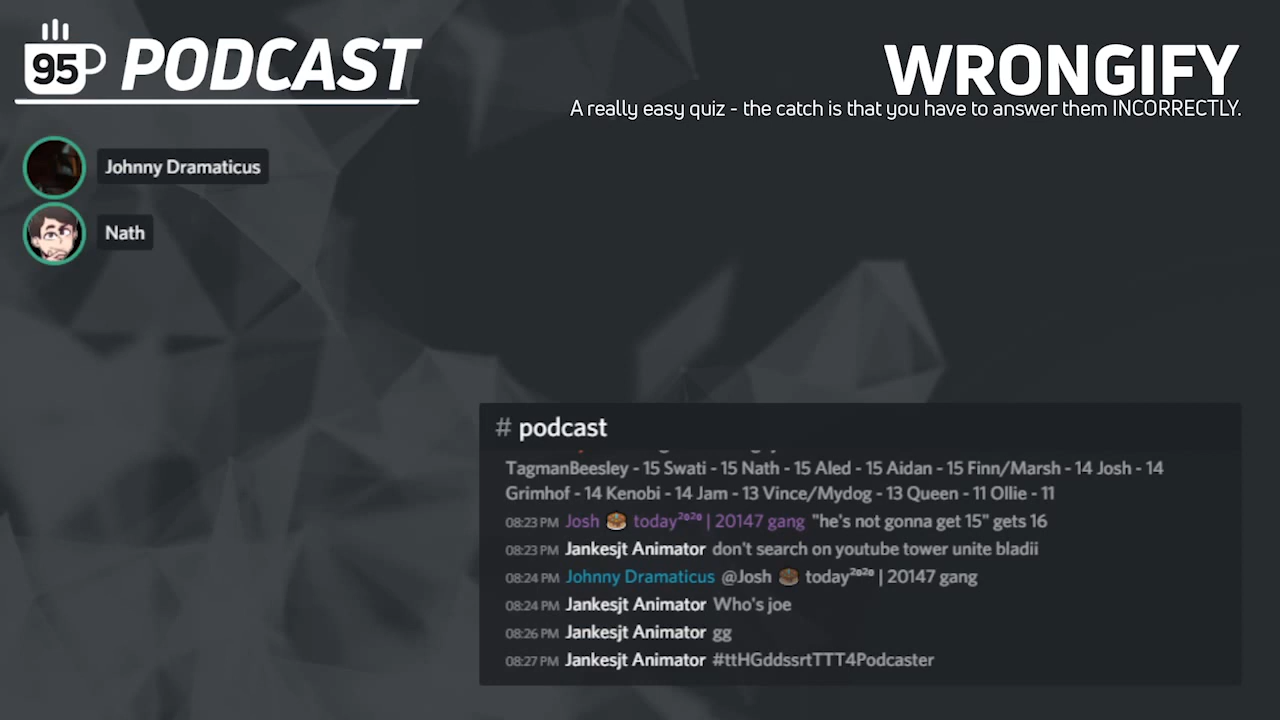 95 PODCAST
WRONGIFY
A really easy quiz - the catch is that you have to answer them INCORRECTLY.
Johnny Dramaticus
Nath
# podcast
TagmanBeesley - 15 Swati - 15 Nath - 15 Aled - 15 Aidan - 15 Finn/Marsh - 14 Josh - 14
Grimhof - 14 Kenobi - 14 Jam - 13 Vince/Mydog - 13 Queen - 11 Ollie - 11
08:23 PM Josh today²⁰²⁰ | 20147 gang "he's not gonna get 15" gets 16
08:23 PM Jankesjt Animator don't search on youtube tower unite bladii
08:24 PM Johnny Dramaticus @Josh today²⁰²⁰ | 20147 gang
08:24 PM Jankesjt Animator Who's joe
08:26 PM Jankesjt Animator gg
08:27 PM Jankesjt Animator #ttHGddssrtTTT4Podcaster